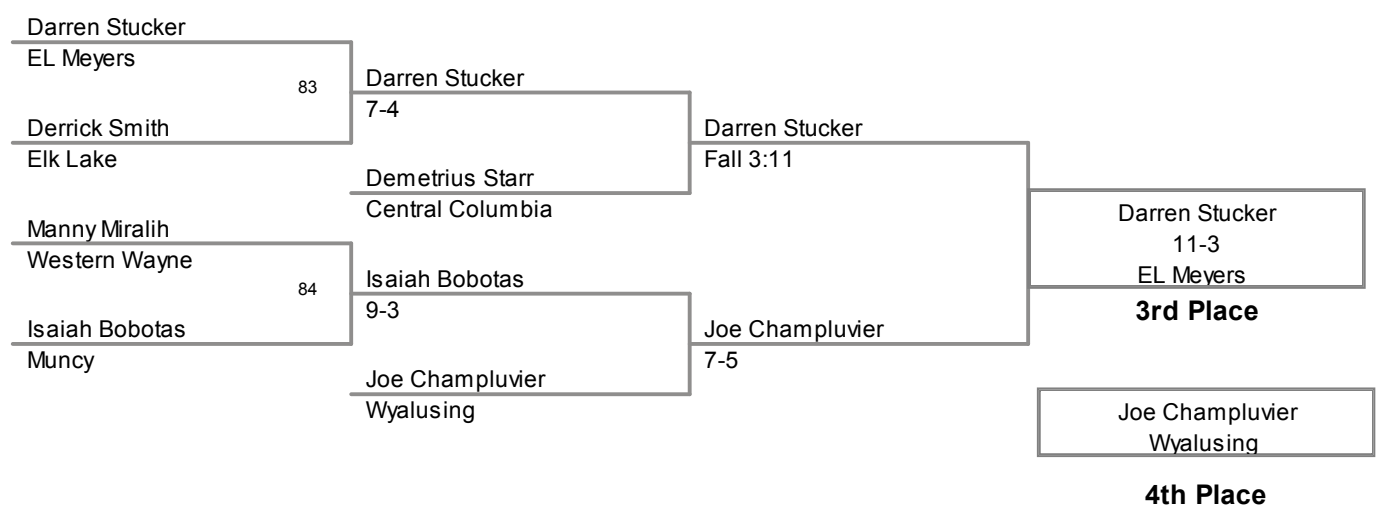 Darren Stucker
EL Meyers
83
Darren Stucker
7-4
Derrick Smith
Elk Lake
Darren Stucker
Fall 3:11
Demetrius Starr
Central Columbia
Manny Miralih
Western Wayne
84
Isaiah Bobotas
9-3
Isaiah Bobotas
Muncy
Joe Champluvier
7-5
Joe Champluvier
Wyalusing
Darren Stucker
11-3
EL Meyers
3rd Place
Joe Champluvier
Wyalusing
4th Place